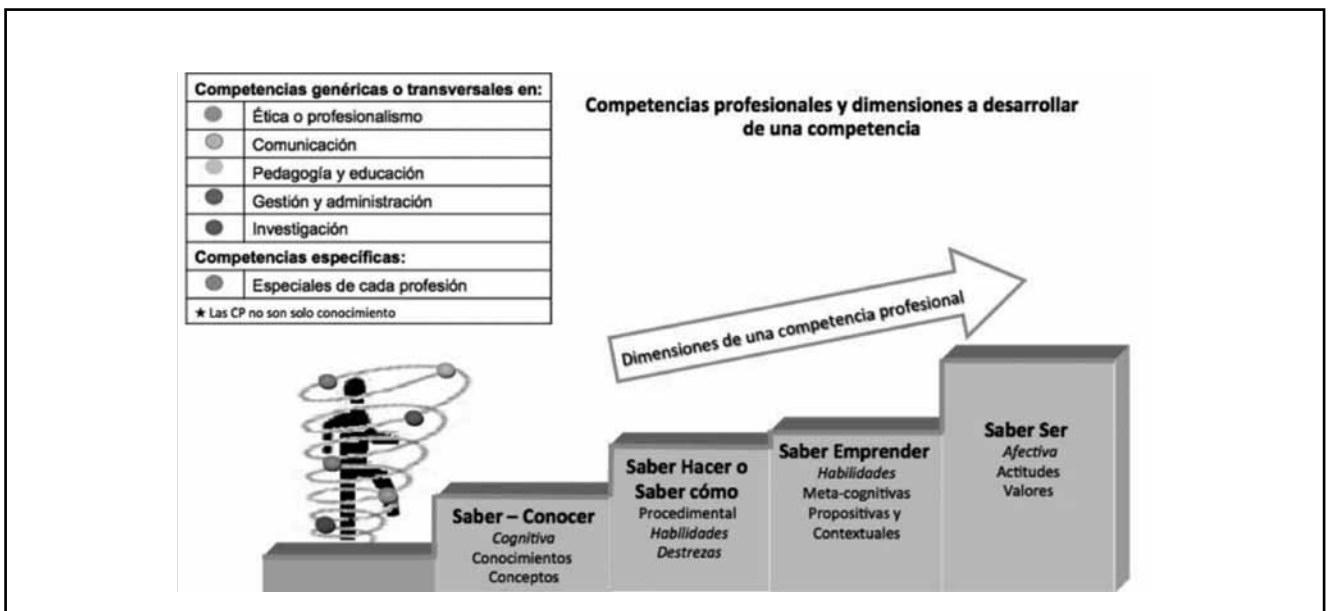 Competencias genéricas o transversales en:
Ética o profesionalismo
Comunicación
Pedagogía y educación
Gestión y administración
Investigación
Competencias específicas:
Especiales de cada profesión
★ Las CP no son solo conocimiento
Competencias profesionales y dimensiones a desarrollar
de una competencia
Dimensiones de una competencia profesional
Saber – Conocer
Cognitiva
Conocimientos
Conceptos
Saber Hacer o
Saber cómo
Procedimental
Habilidades
Destrezas
Saber Emprender
Habilidades
Meta-cognitivas
Propositivas y
Contextuales
Saber Ser
Afectiva
Actitudes
Valores